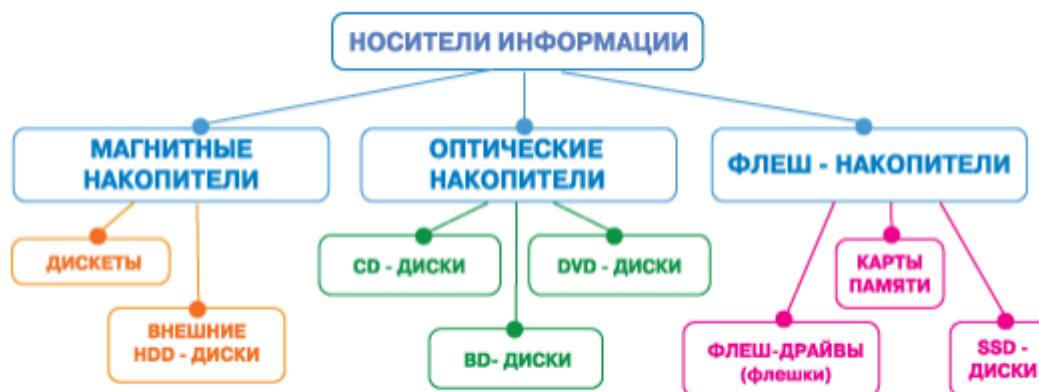 НОСИТЕЛИ ИНФОРМАЦИИ
МАГНИТНЫЕ
НАКОПИТЕЛИ
ОПТИЧЕСКИЕ
НАКОПИТЕЛИ
ФЛЕШ - НАКОПИТЕЛИ
ДИСКЕТЫ
ВНЕШНИЕ
HDD - ДИСКИ
CD - ДИСКИ
DVD - ДИСКИ
BD- ДИСКИ
КАРТЫ
ПАМЯТИ
ФЛЕШ-ДРАЙВЫ
(флешки)
SSD -
ДИСКИ